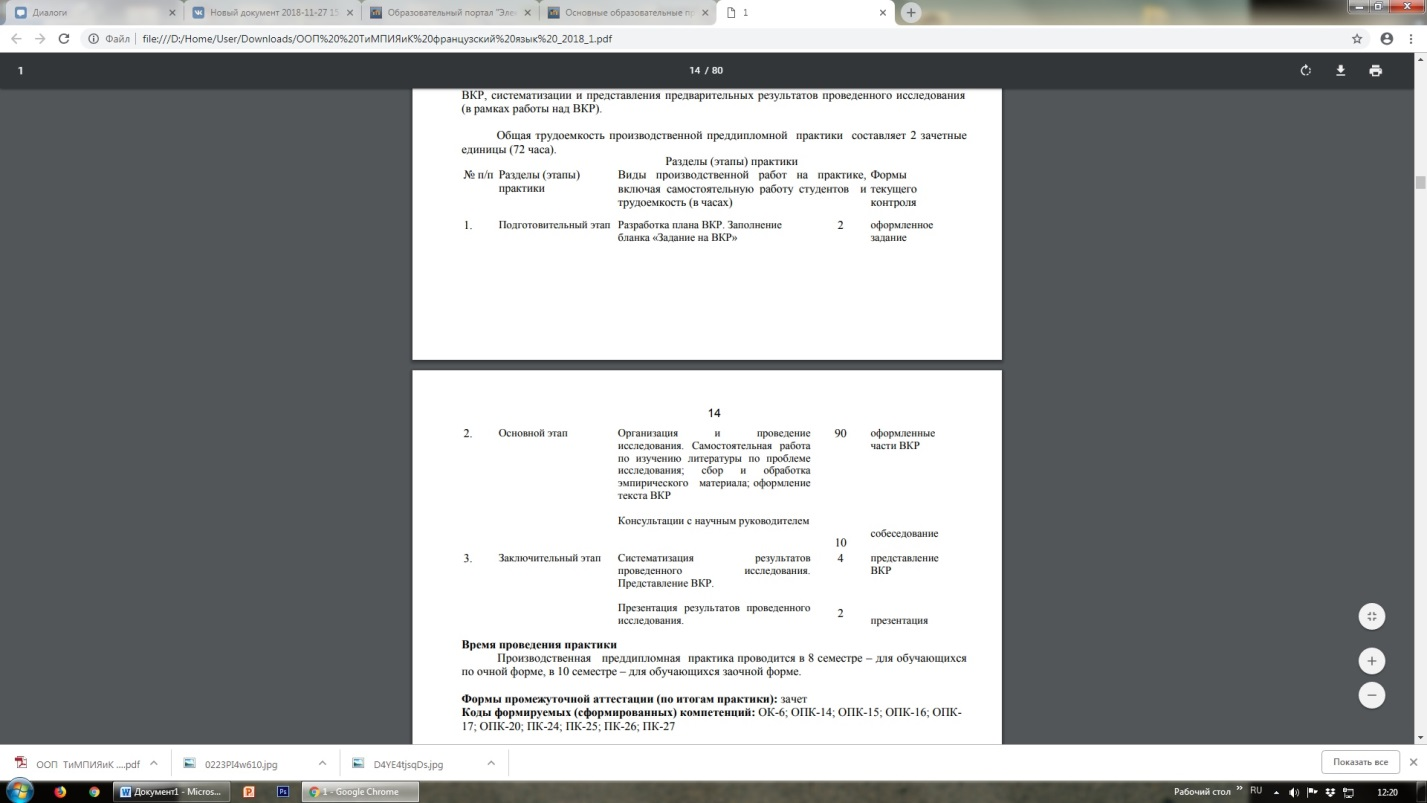 Диалоги
Новый документ 2018-11-27 15
Образовательный портал "Эле
Основные образовательные пр
1
Файл | file:///D:/Home/User/Downloads/ООП%20%20ТиМПИЯиК%20французский%20язык%20_2018_1.pdf
1
14 / 80
ВКР, систематизации и представления предварительных результатов проведенного исследования
(в рамках работы над ВКР).
Общая трудоемкость производственной преддипломной практики составляет 2 зачетные
единицы (72 часа).
Разделы (этапы) практики
№ п/п Разделы (этапы) Виды производственной работ на практике, Формы
практики включая самостоятельную работу студентов и текущего
трудоемкость (в часах) контроля
1. Подготовительный этап Разработка плана ВКР. Заполнение 2 оформленное
бланка «Задание на ВКР» задание
14
2. Основной этап Организация и проведение 90 оформленные
исследования. Самостоятельная работа части ВКР
по изучению литературы по проблеме
исследования; сбор и обработка
эмпирического материала; оформление
текста ВКР
Консультации с научным руководителем
собеседование
10
3. Заключительный этап Систематизация результатов 4 представление
проведенного исследования. ВКР
Представление ВКР.
Презентация результатов проведенного
2
исследования. презентация
Время проведения практики
Производственная преддипломная практика проводится в 8 семестре – для обучающихся
по очной форме, в 10 семестре – для обучающихся заочной форме.
Формы промежуточной аттестации (по итогам практики): зачет
Коды формируемых (сформированных) компетенций: ОК-6; ОПК-14; ОПК-15; ОПК-16; ОПК-
17; ОПК-20; ПК-24; ПК-25; ПК-26; ПК-27
ООП ТиМПИЯиК ....pdf
0223PI4w610.jpg
D4YE4tjsqDs.jpg
Показать все
Документ1 - Micros...
1 - Google Chrome
Рабочий стол
RU
12:20